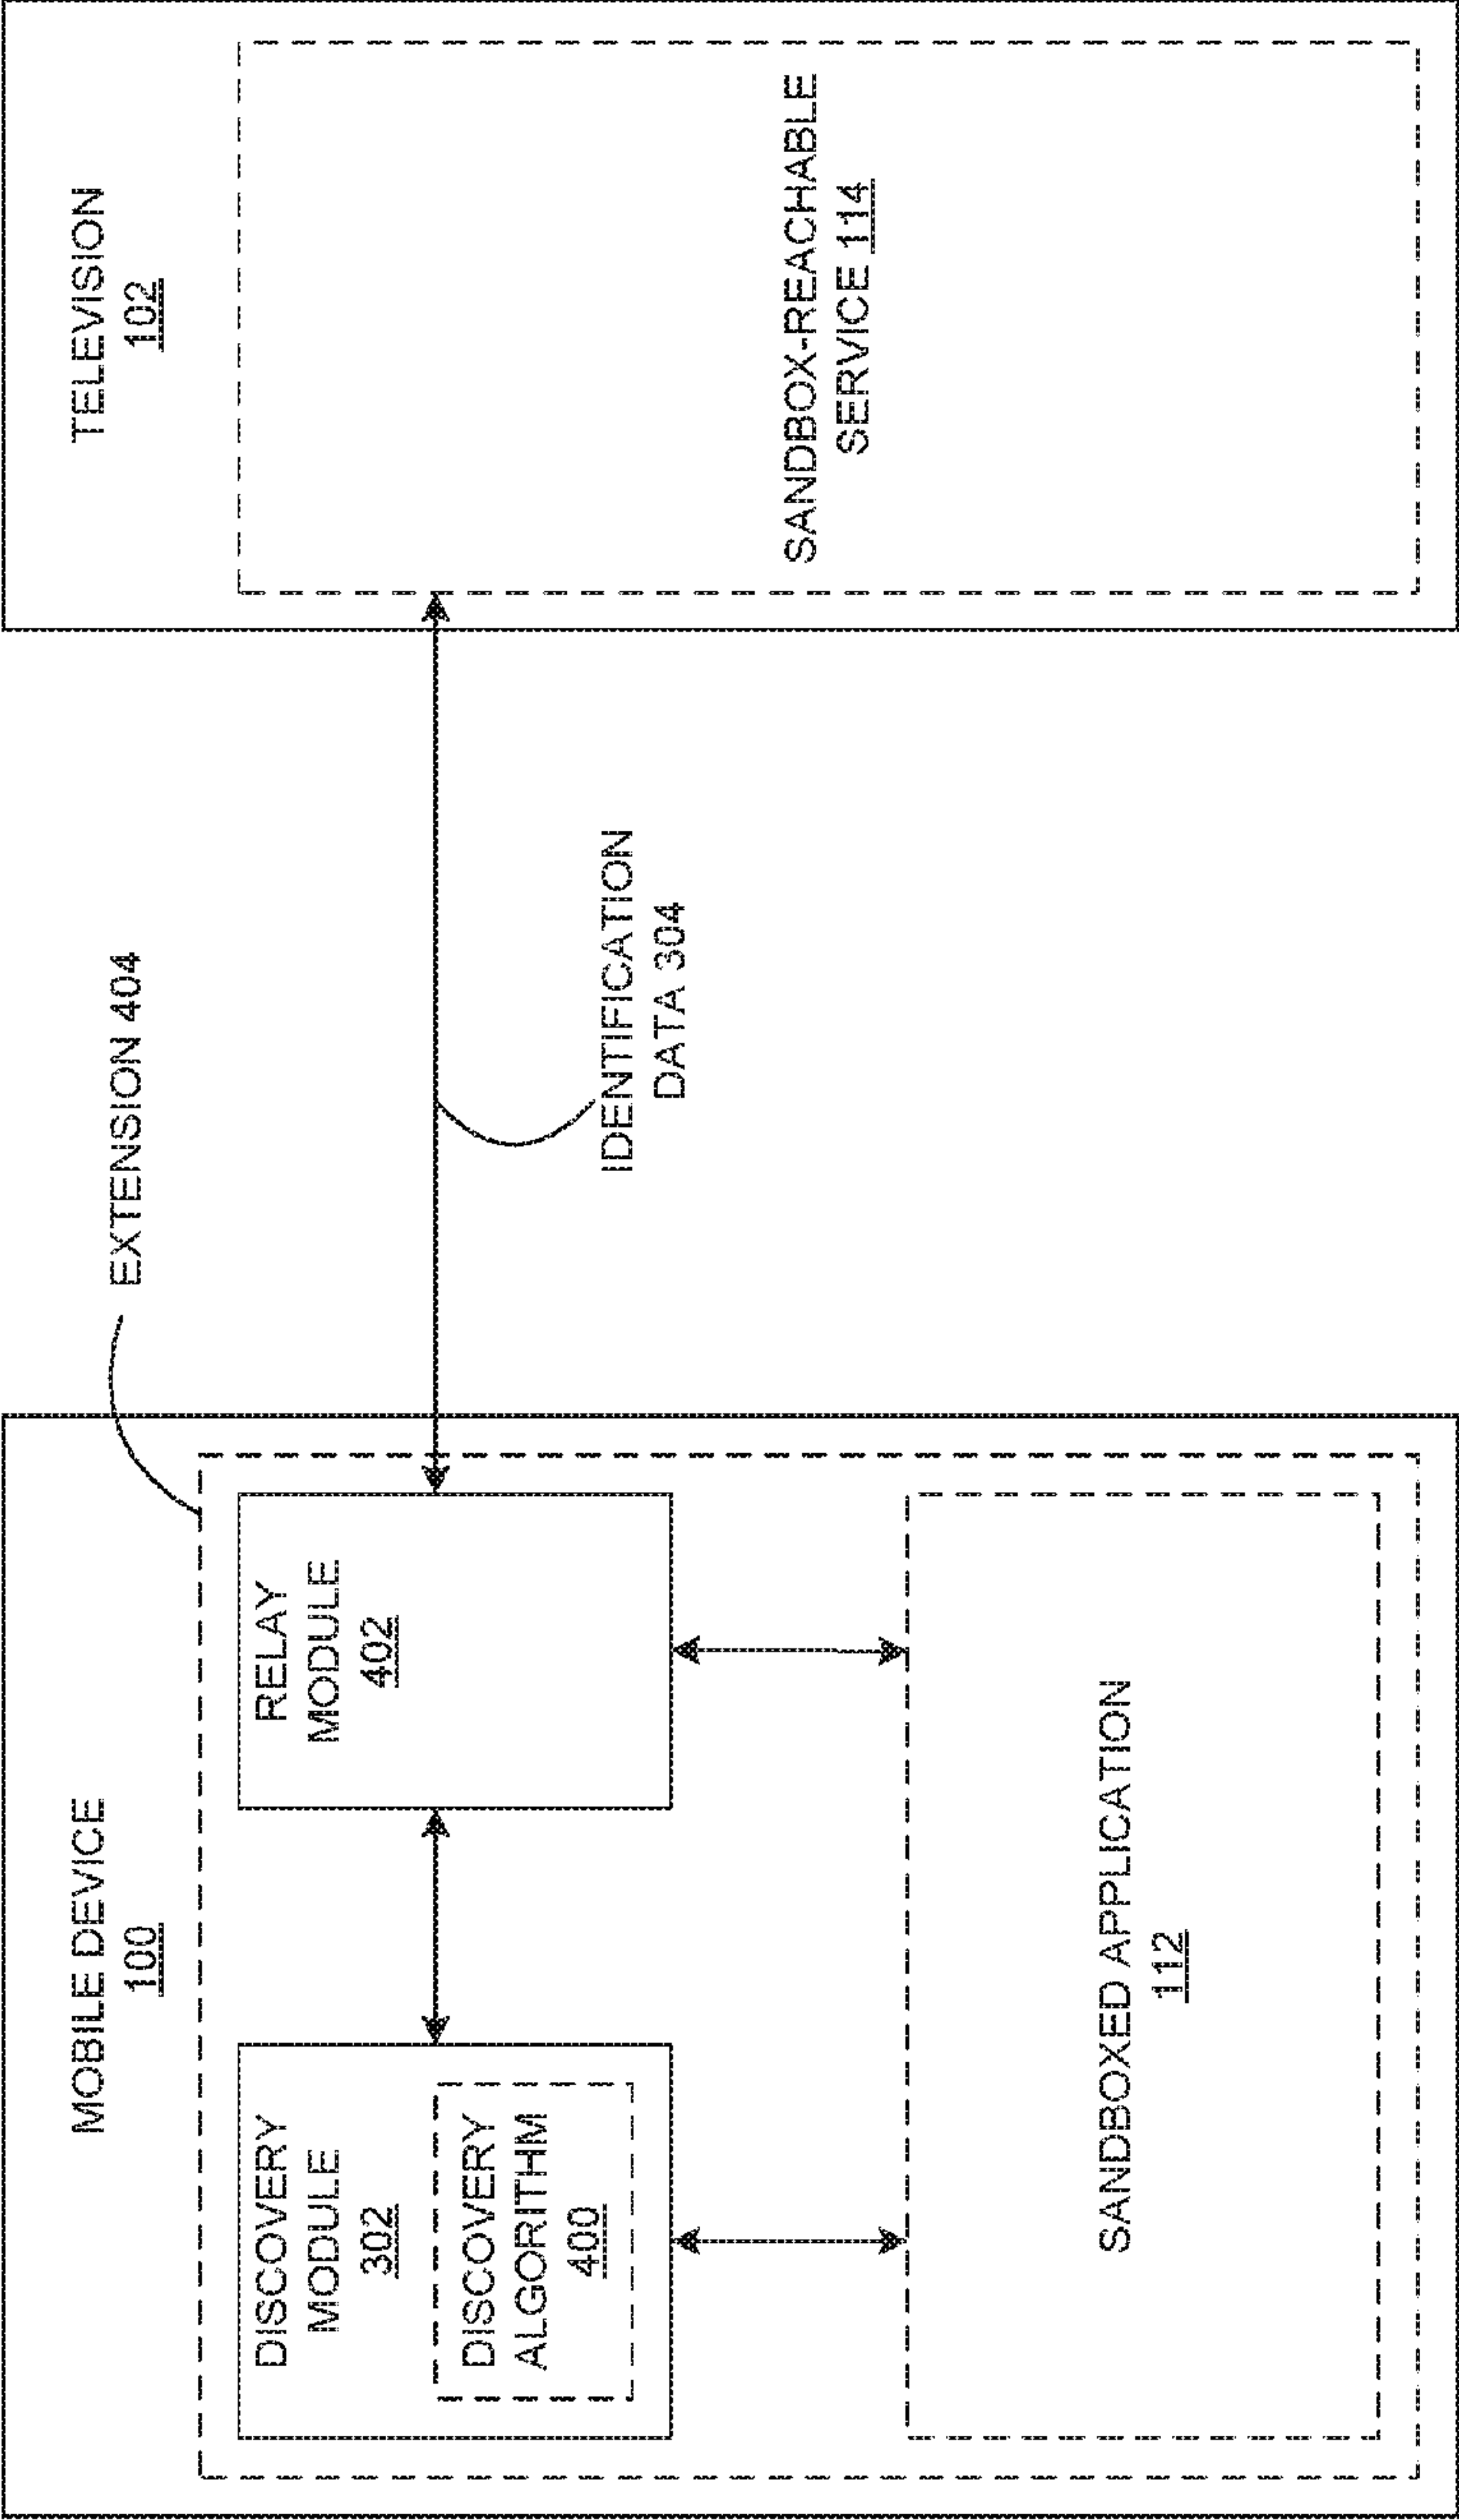 MOBILE DEVICE
100
EXTENSION 404
TELEVISION
102
DISCOVERY
MODULE
302
DISCOVERY
ALGORITHM
400
RELAY
MODULE
402
IDENTIFICATION
DATA 304
SANDBOX-REACHABLE
SERVICE 114
SANDBOXED APPLICATION
112